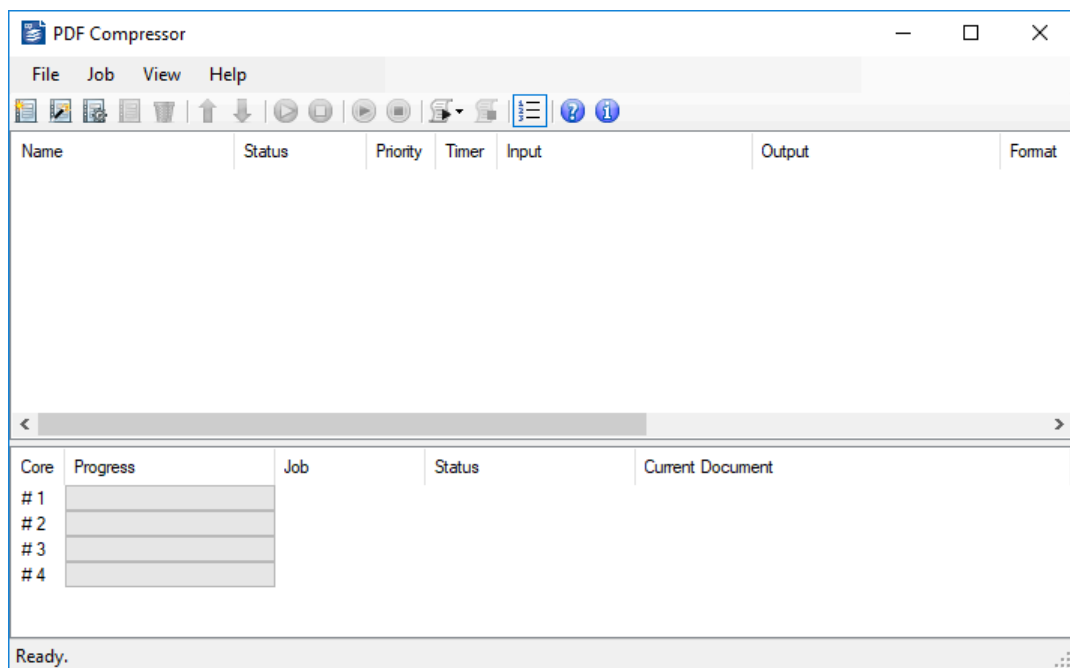 PDF Compressor
File Job View Help
Name Status Priority Timer Input Output Format
Core Progress Job Status Current Document
# 1
# 2
# 3
# 4
Ready.